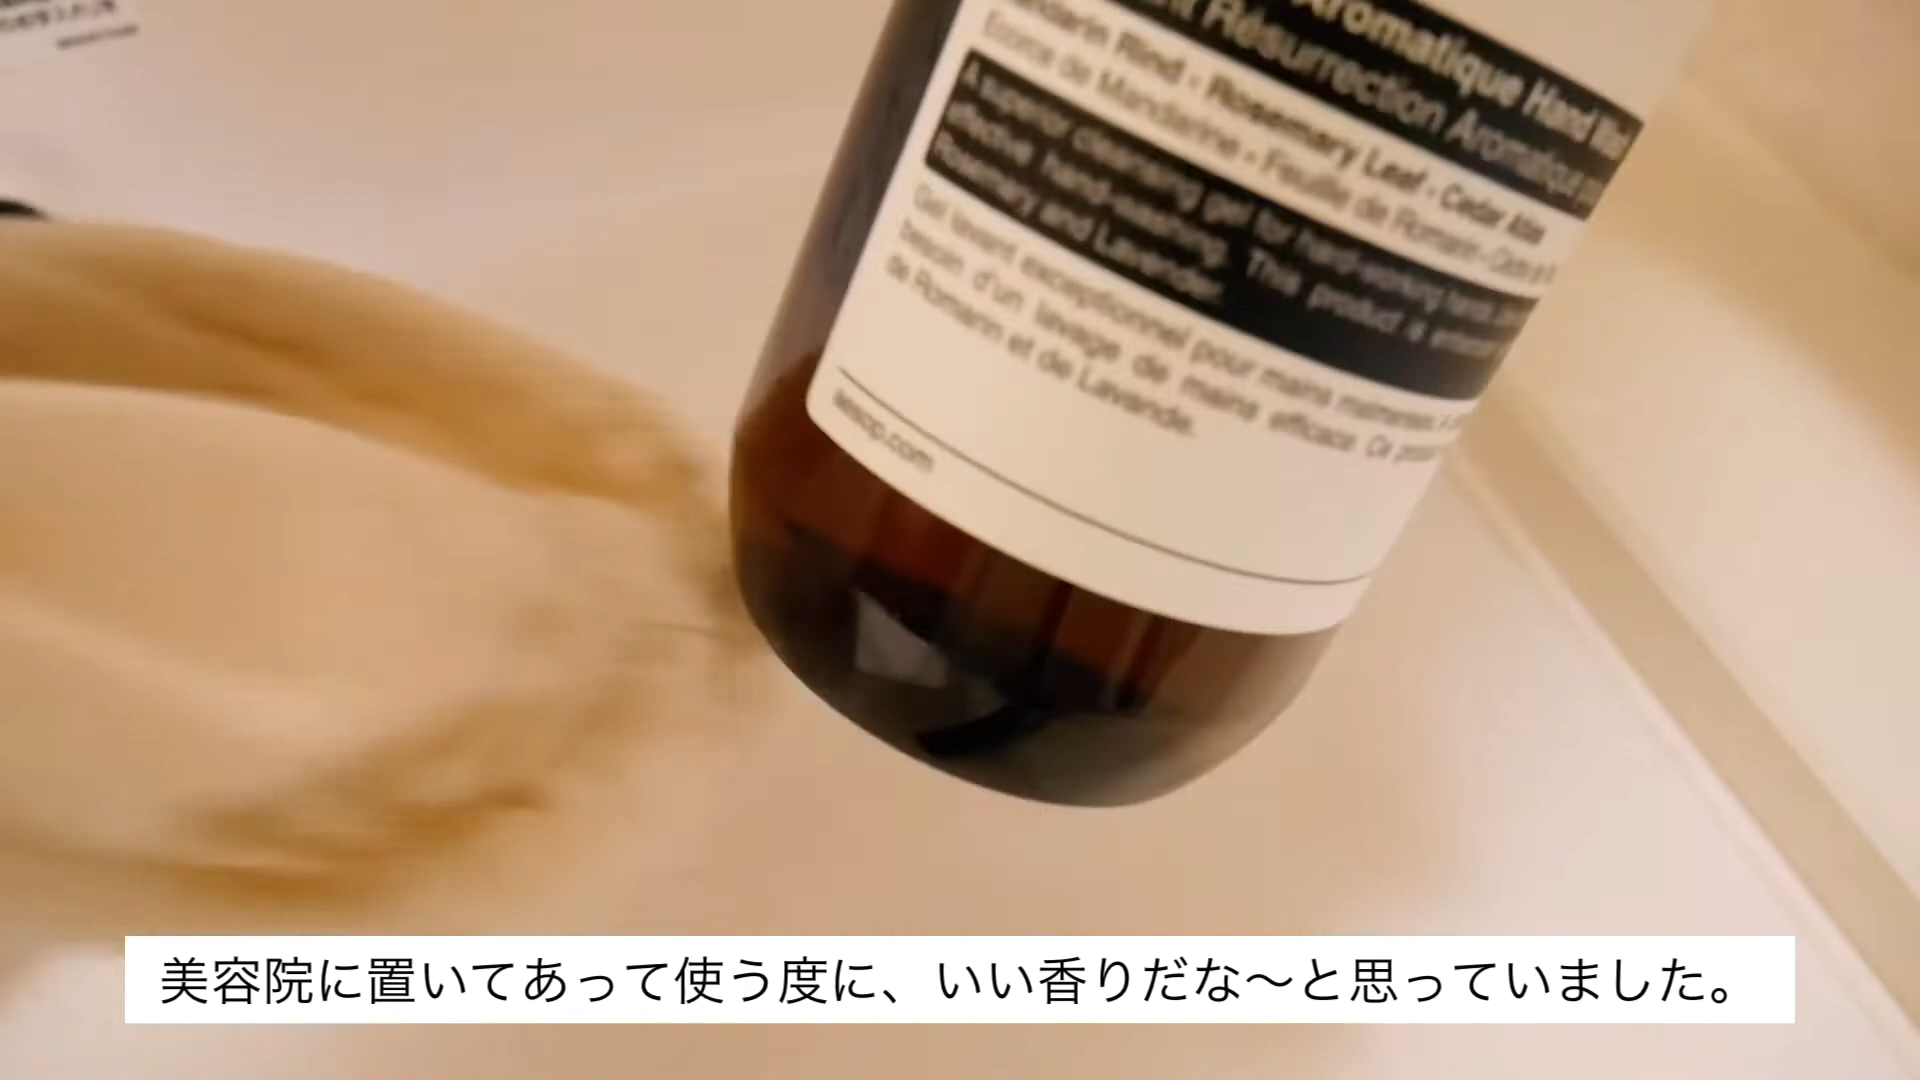 Aromatique Hand
Résurrection Aromatique
Rind · Rosemary Leaf · Cedar Atlas
Écorce de Mandarine · Feuille de Romarin ·
A superior cleansing gel for hard-working hands
effective hand-washing. This product is
Rosemary and Lavender.
Gel lavant exceptionnel pour mains malmenées. À
besoin d'un lavage de mains efficace. Ce
de Romarin et de Lavande.
aesop.com
美容院に置いてあって使う度に、いい香りだな〜と思っていました。